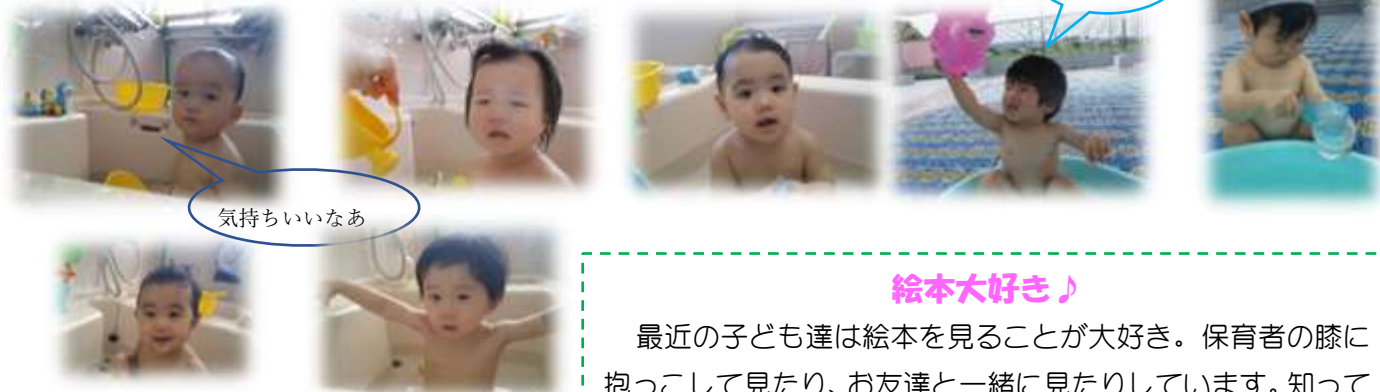 気持ちいいなあ
絵本大好き♪
最近の子ども達は絵本を見ることが大好き。保育者の膝に
抱っこして見たり、お友達と一緒に見たりしています。知って